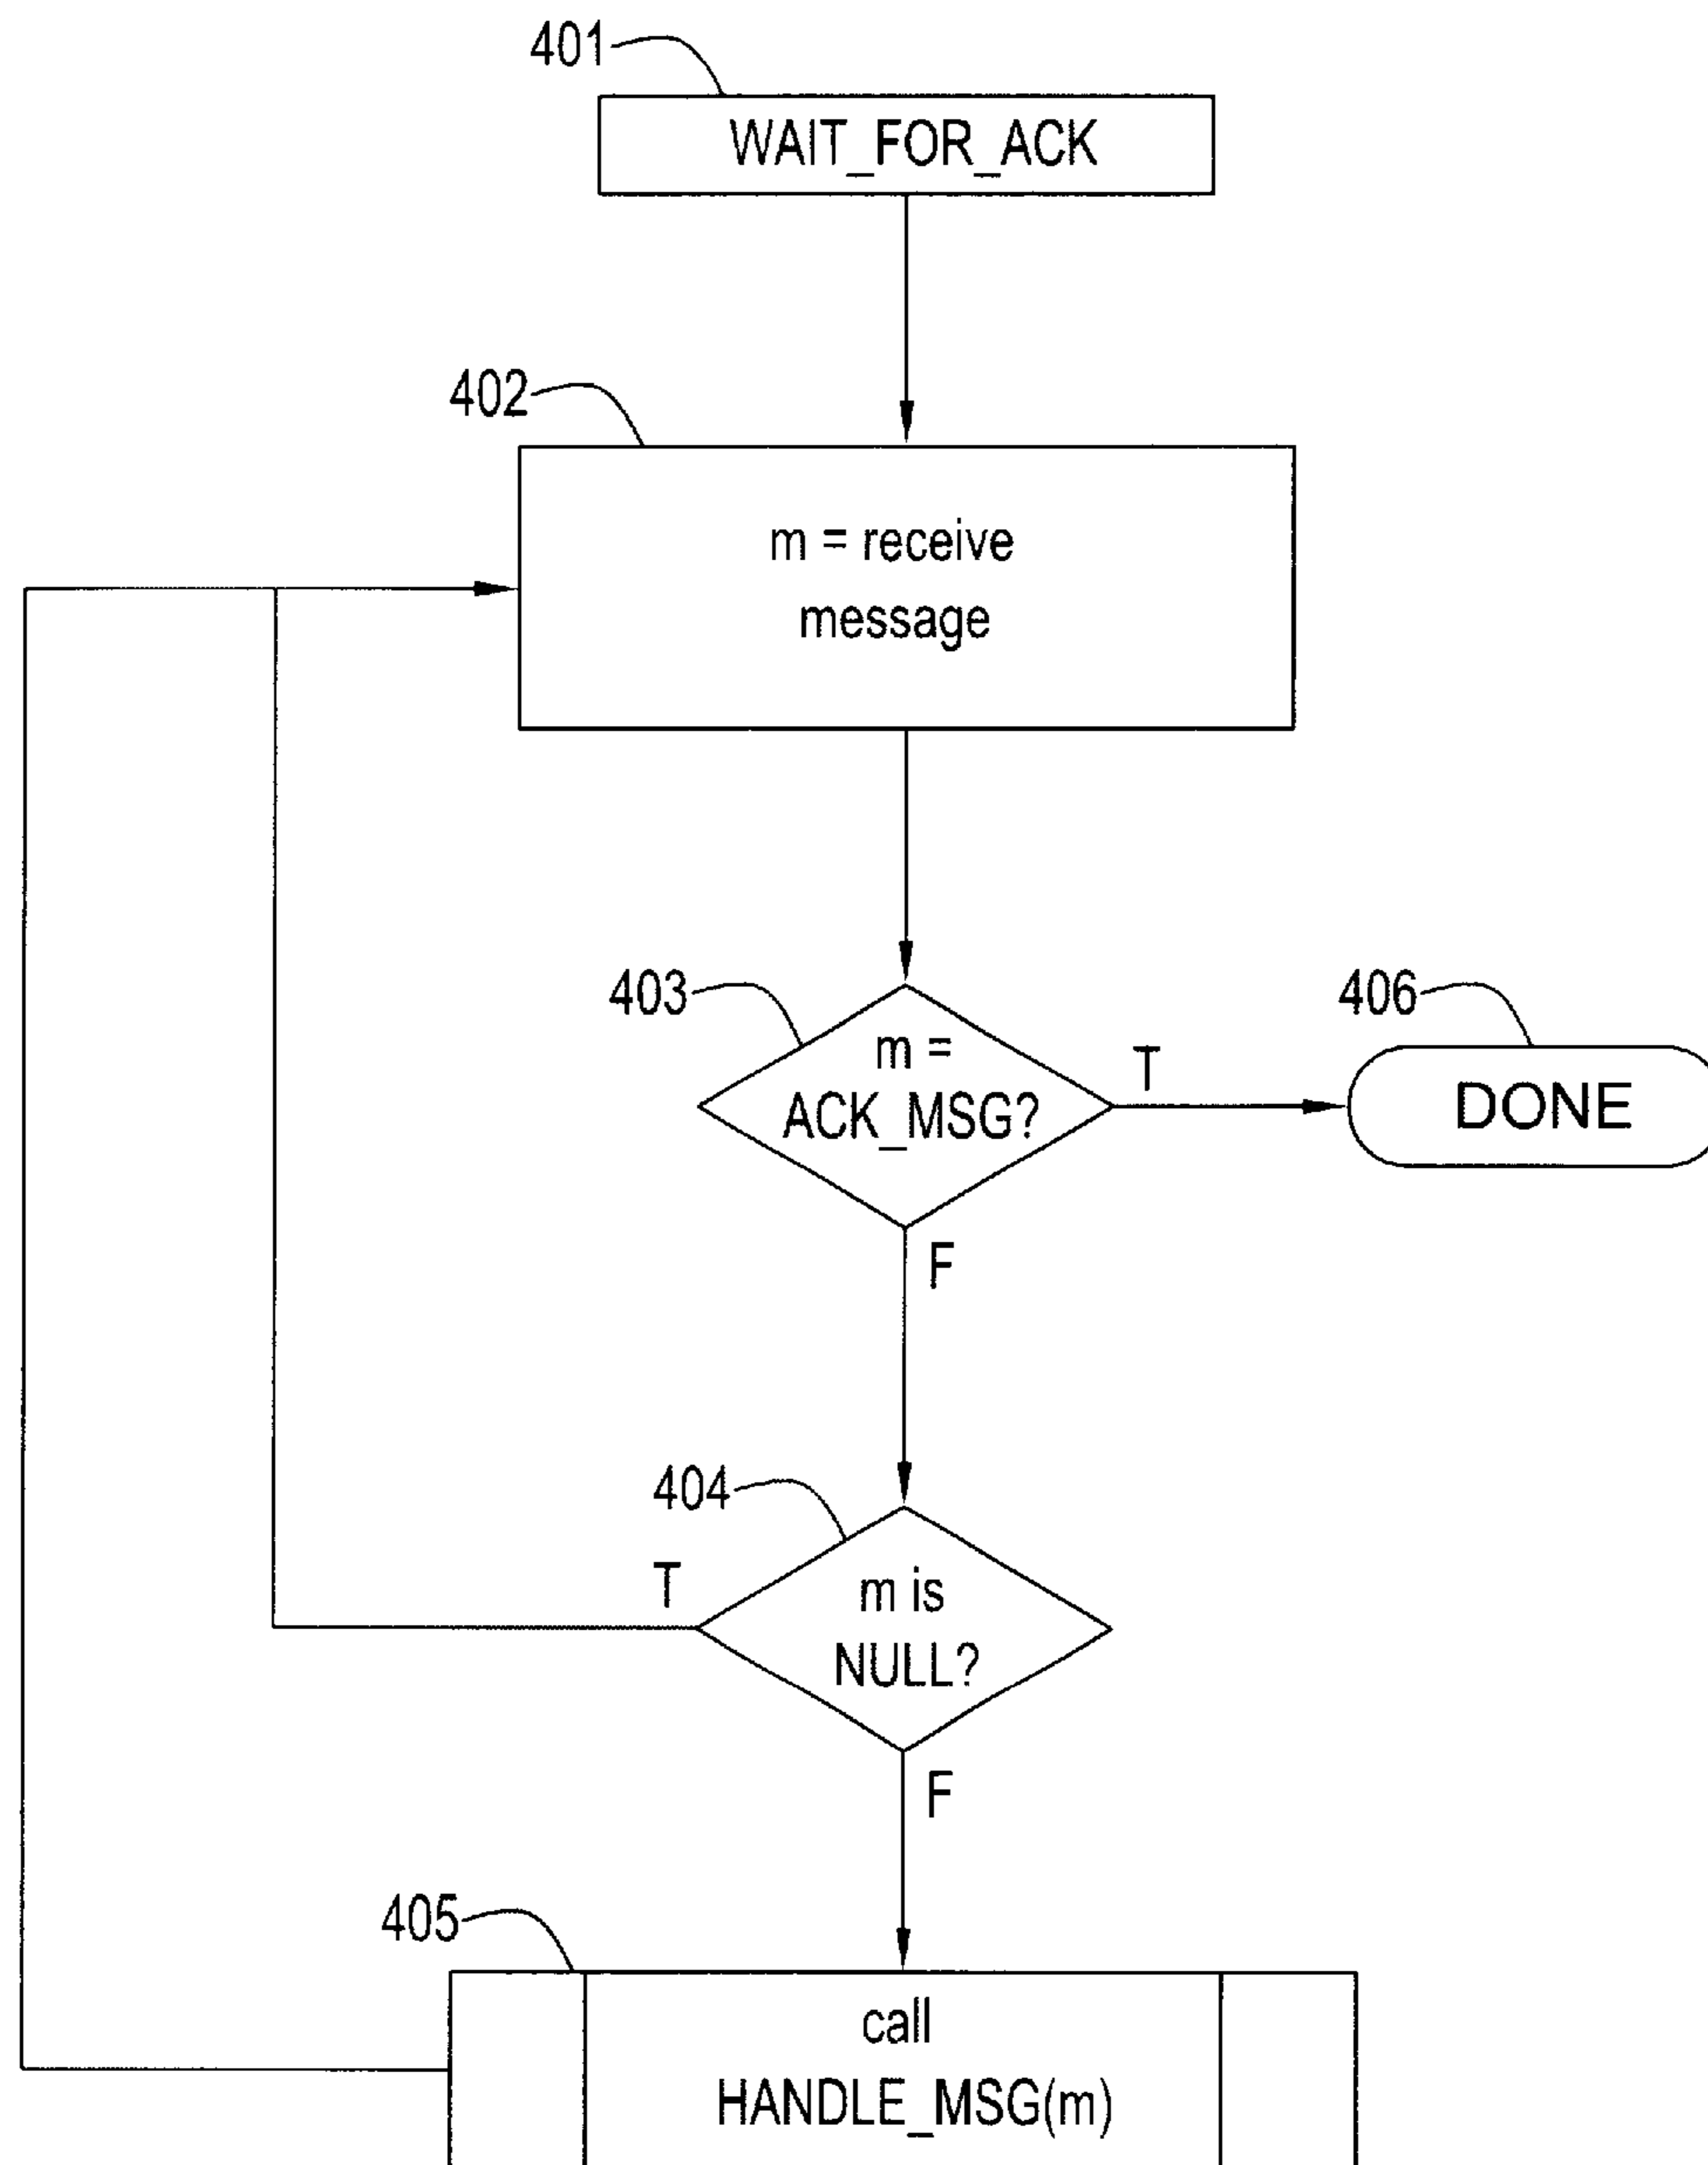 401
WAIT_FOR_ACK
402
m = receive
message
403
m =
ACK_MSG?
T
406
DONE
F
404
T
m is
NULL?
F
405
call
HANDLE_MSG(m)